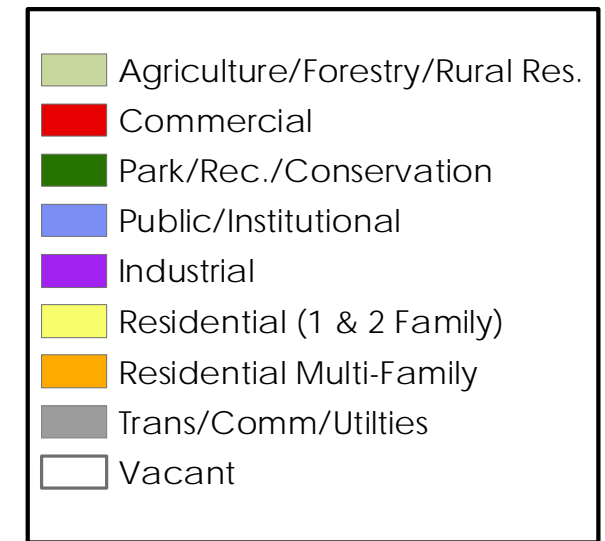 Agriculture/Forestry/Rural Res.
Commercial
Park/Rec./Conservation
Public/Institutional
Industrial
Residential (1 & 2 Family)
Residential Multi-Family
Trans/Comm/Utilties
Vacant